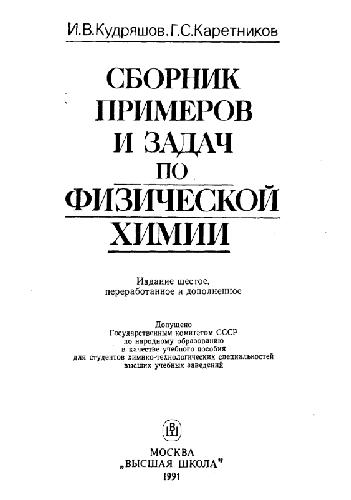 И.В.Кудряшов, Г.С.Каретников
СБОРНИК
ПРИМЕРОВ
И ЗАДАЧ
ПО
ФИЗИЧЕСКОЙ
ХИМИИ
Издание шестое,
переработанное и дополненное
Допущено
Государственным комитетом СССР
по народному образованию
в качестве учебного пособия
для студентов химико-технологических специальностей
высших учебных заведений
МОСКВА
„ВЫСШАЯ ШКОЛА"
1991